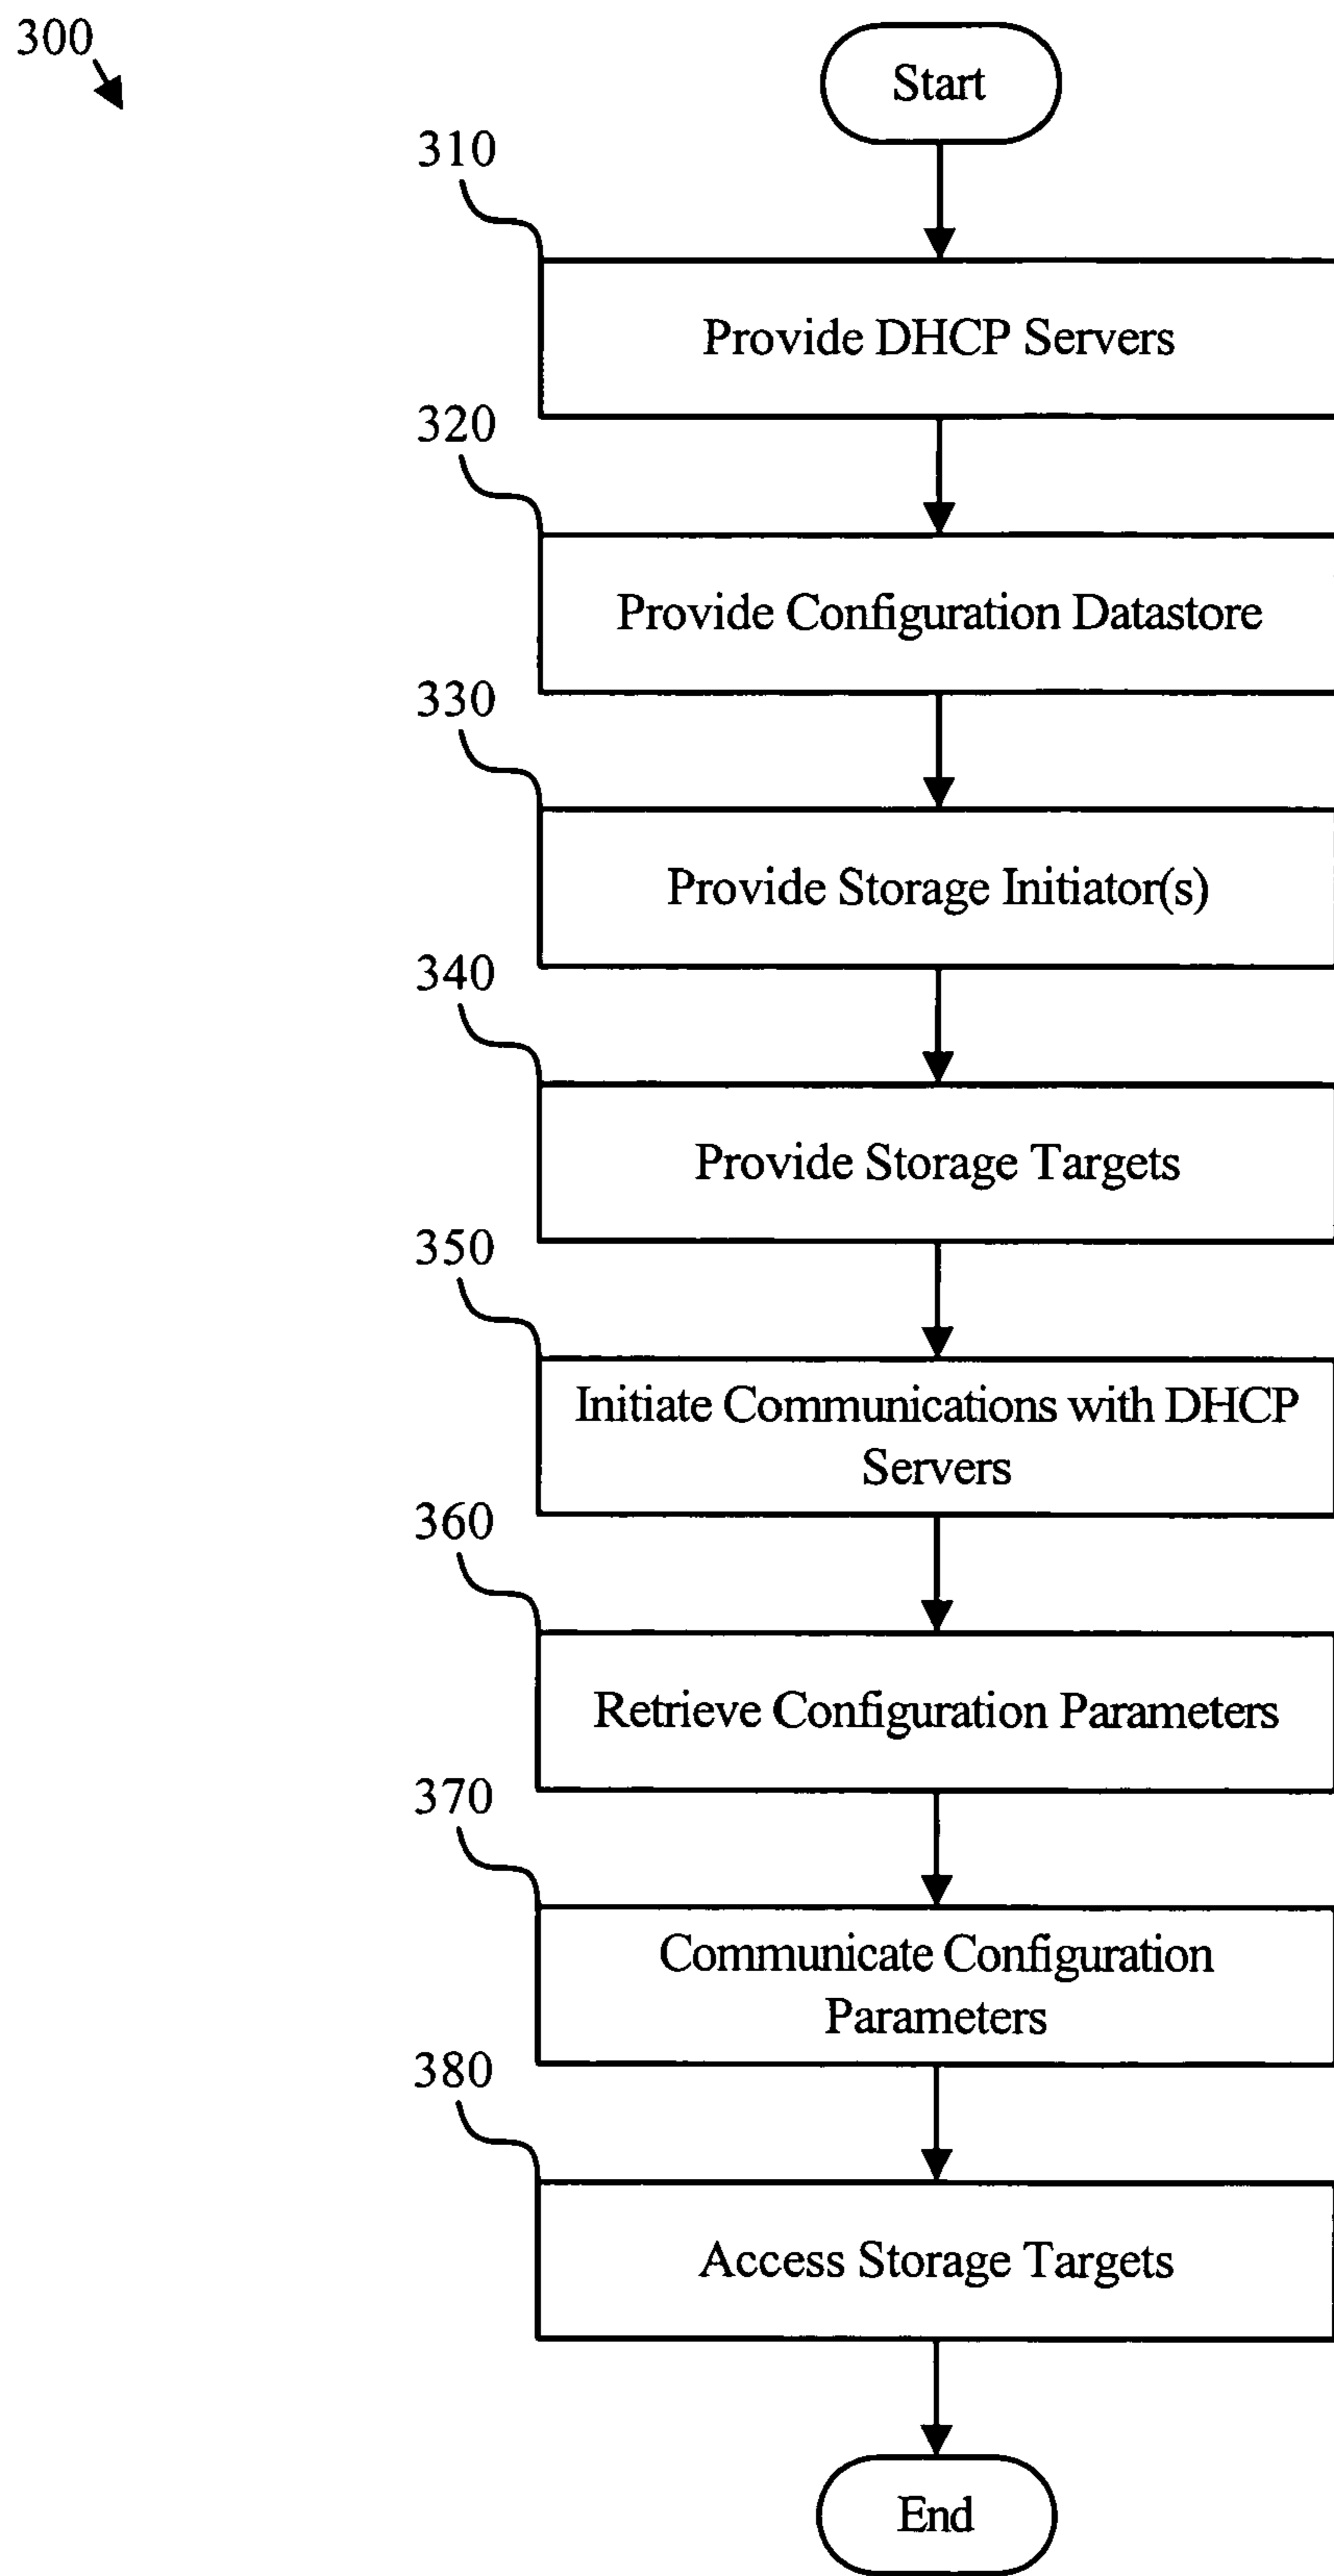 300
Start
310
Provide DHCP Servers
320
Provide Configuration Datastore
330
Provide Storage Initiator(s)
340
Provide Storage Targets
350
Initiate Communications with DHCP
Servers
360
Retrieve Configuration Parameters
370
Communicate Configuration
Parameters
380
Access Storage Targets
End